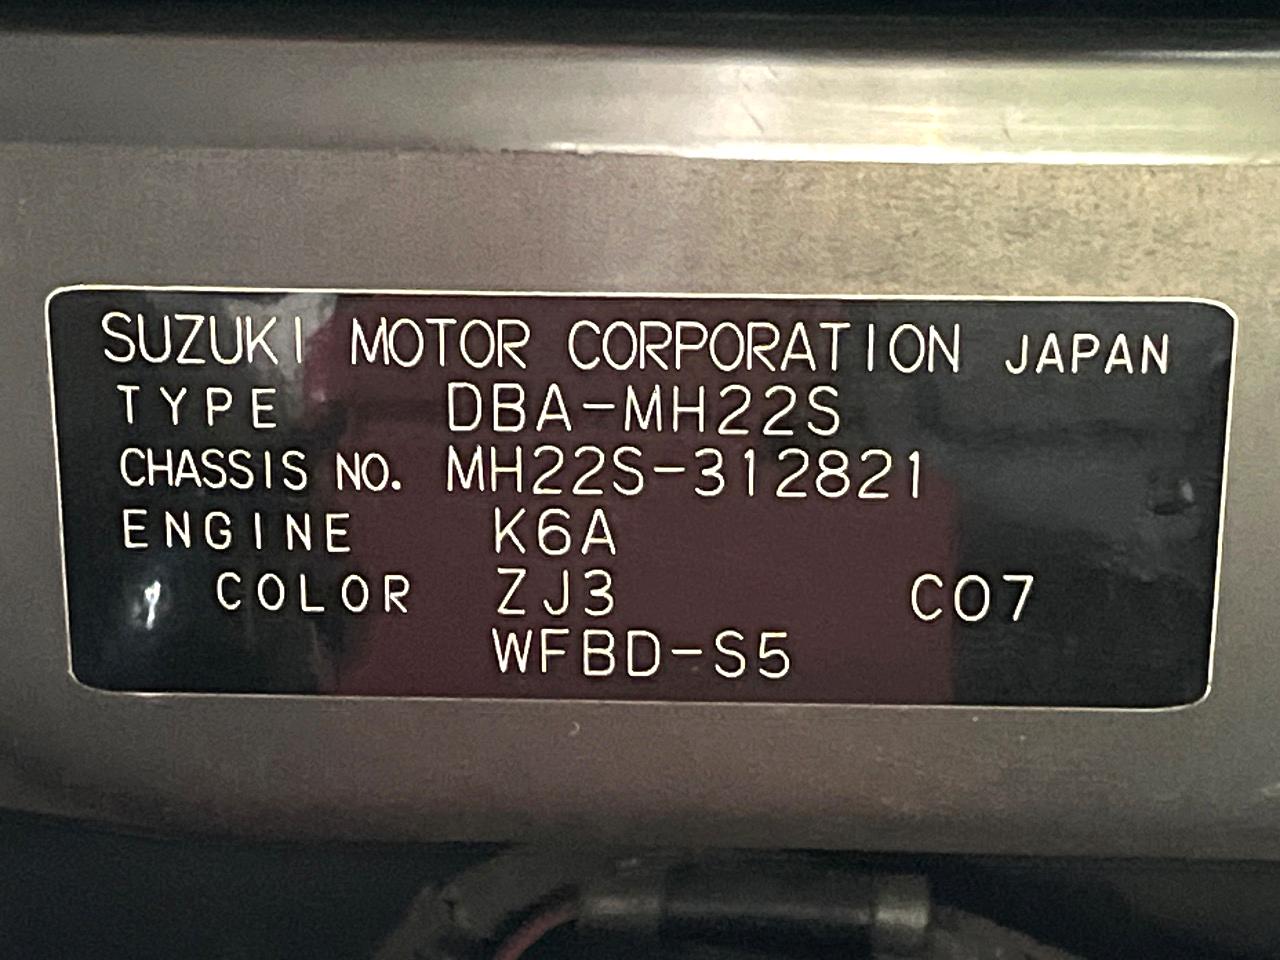 SUZUKI MOTOR CORPORATION JAPAN
TYPE DBA-MH22S
CHASSIS NO. MH22S-312821
ENGINE K6A
COLOR ZJ3 C07
WFBD-S5